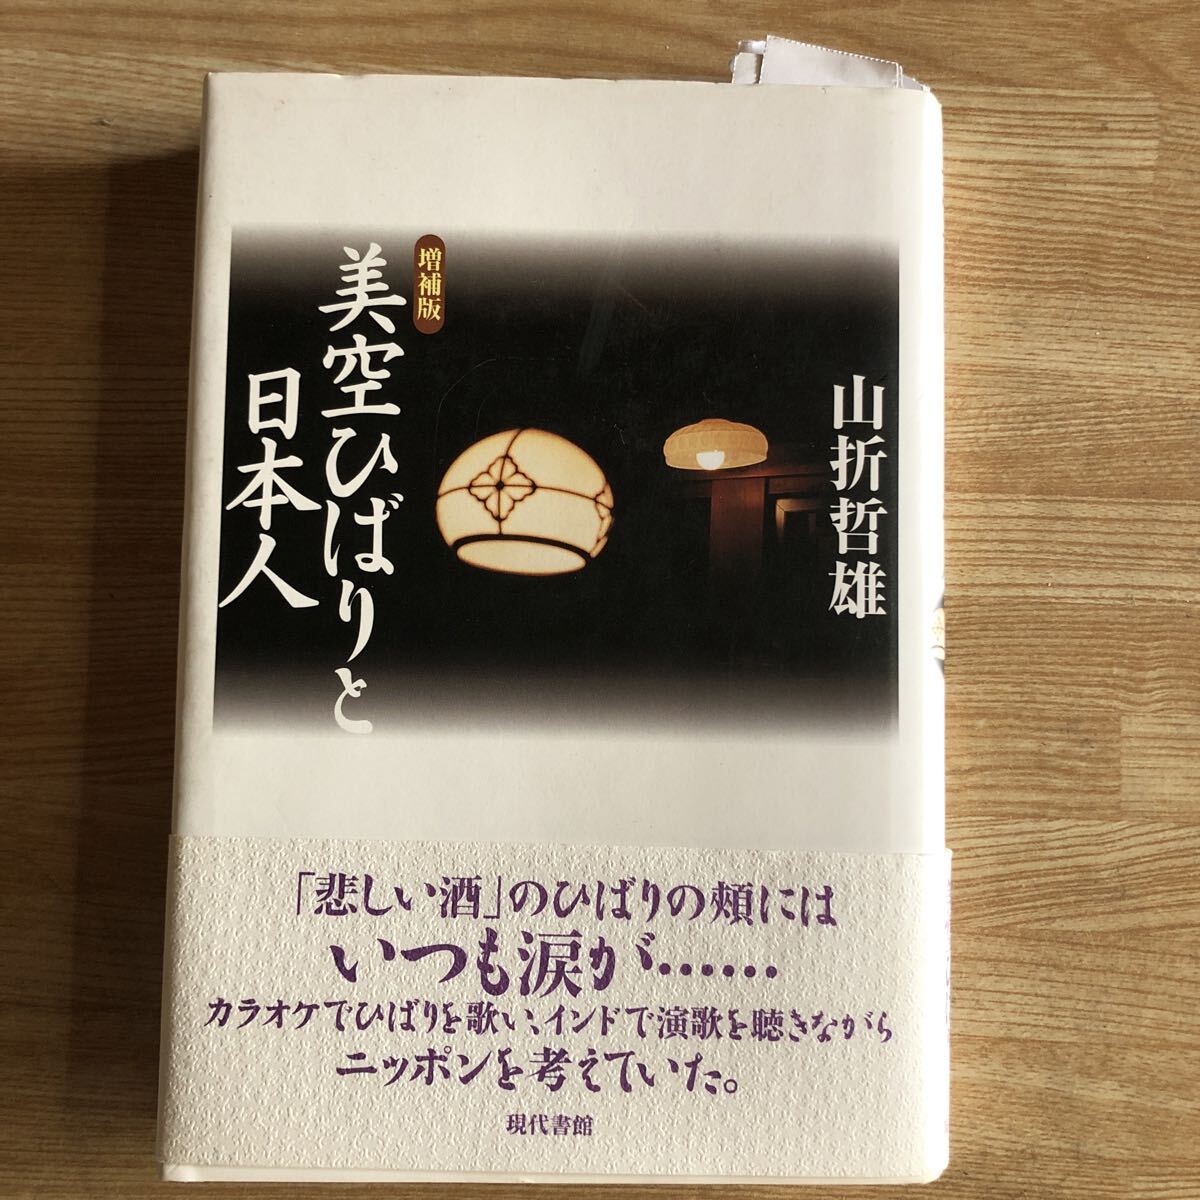 増補版
美空ひばりと
日本人
山折哲雄
「悲しい酒」のひばりの頰には
いつも涙が……
カラオケでひばりを歌い、インドで演歌を聴きながら
ニッポンを考えていた。
現代書館